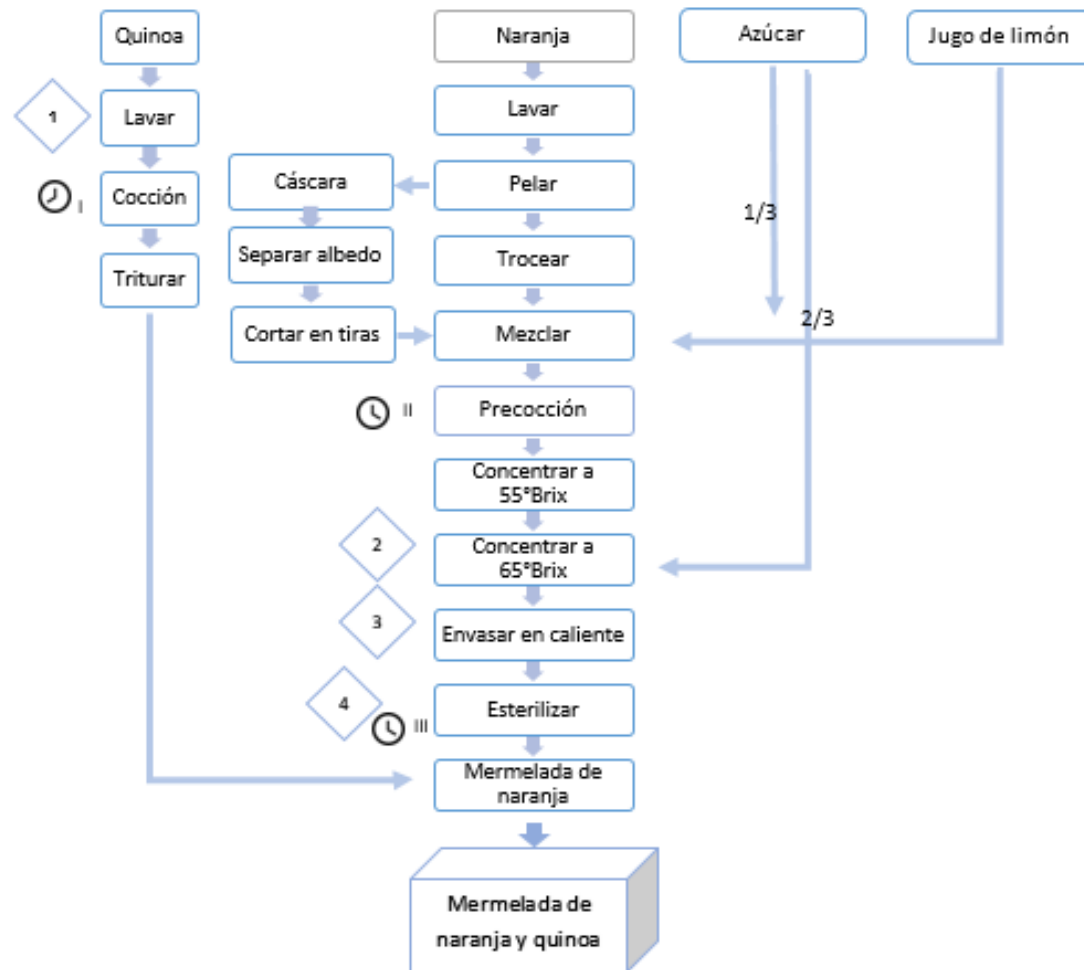 Quinoa
Naranja
Azúcar
Jugo de limón
1
Lavar
Lavar
I
Cocción
Cáscara
Pelar
1/3
Triturar
Separar albedo
Trocear
2/3
Cortar en tiras
Mezclar
II
Precocción
Concentrar a
55°Brix
2
Concentrar a
65°Brix
3
Envasar en caliente
4
III
Esterilizar
Mermelada de
naranja
Mermelada de
naranja y quinoa